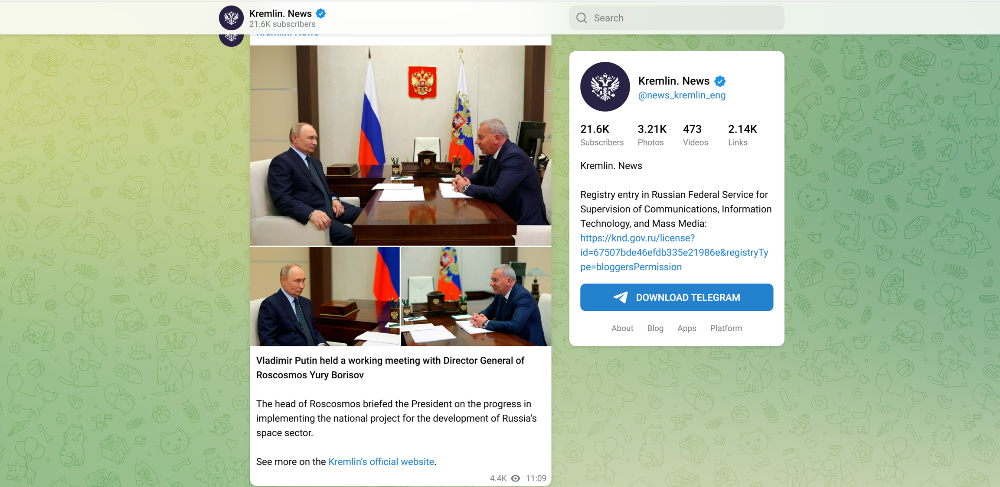 Kremlin. News
21.6K subscribers
Search
Kremlin. News
Kremlin. News
@news_kremlin_eng
21.6K 3.21K 473 2.14K
Subscribers Photos Videos Links
Kremlin. News
Registry entry in Russian Federal Service for
Supervision of Communications, Information
Technology, and Mass Media:
https://knd.gov.ru/license?
id=67507bde46efdb335e21986e&registryTy
pe=bloggersPermission
DOWNLOAD TELEGRAM
About Blog Apps Platform
Vladimir Putin held a working meeting with Director General of
Roscosmos Yury Borisov
The head of Roscosmos briefed the President on the progress in
implementing the national project for the development of Russia's
space sector.
See more on the Kremlin’s official website.
4.4K 11:09